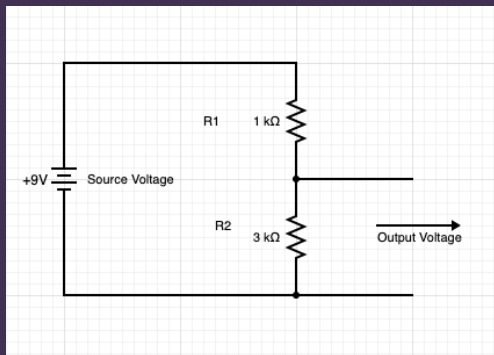 R1
1 kΩ
+9V
Source Voltage
R2
3 kΩ
Output Voltage